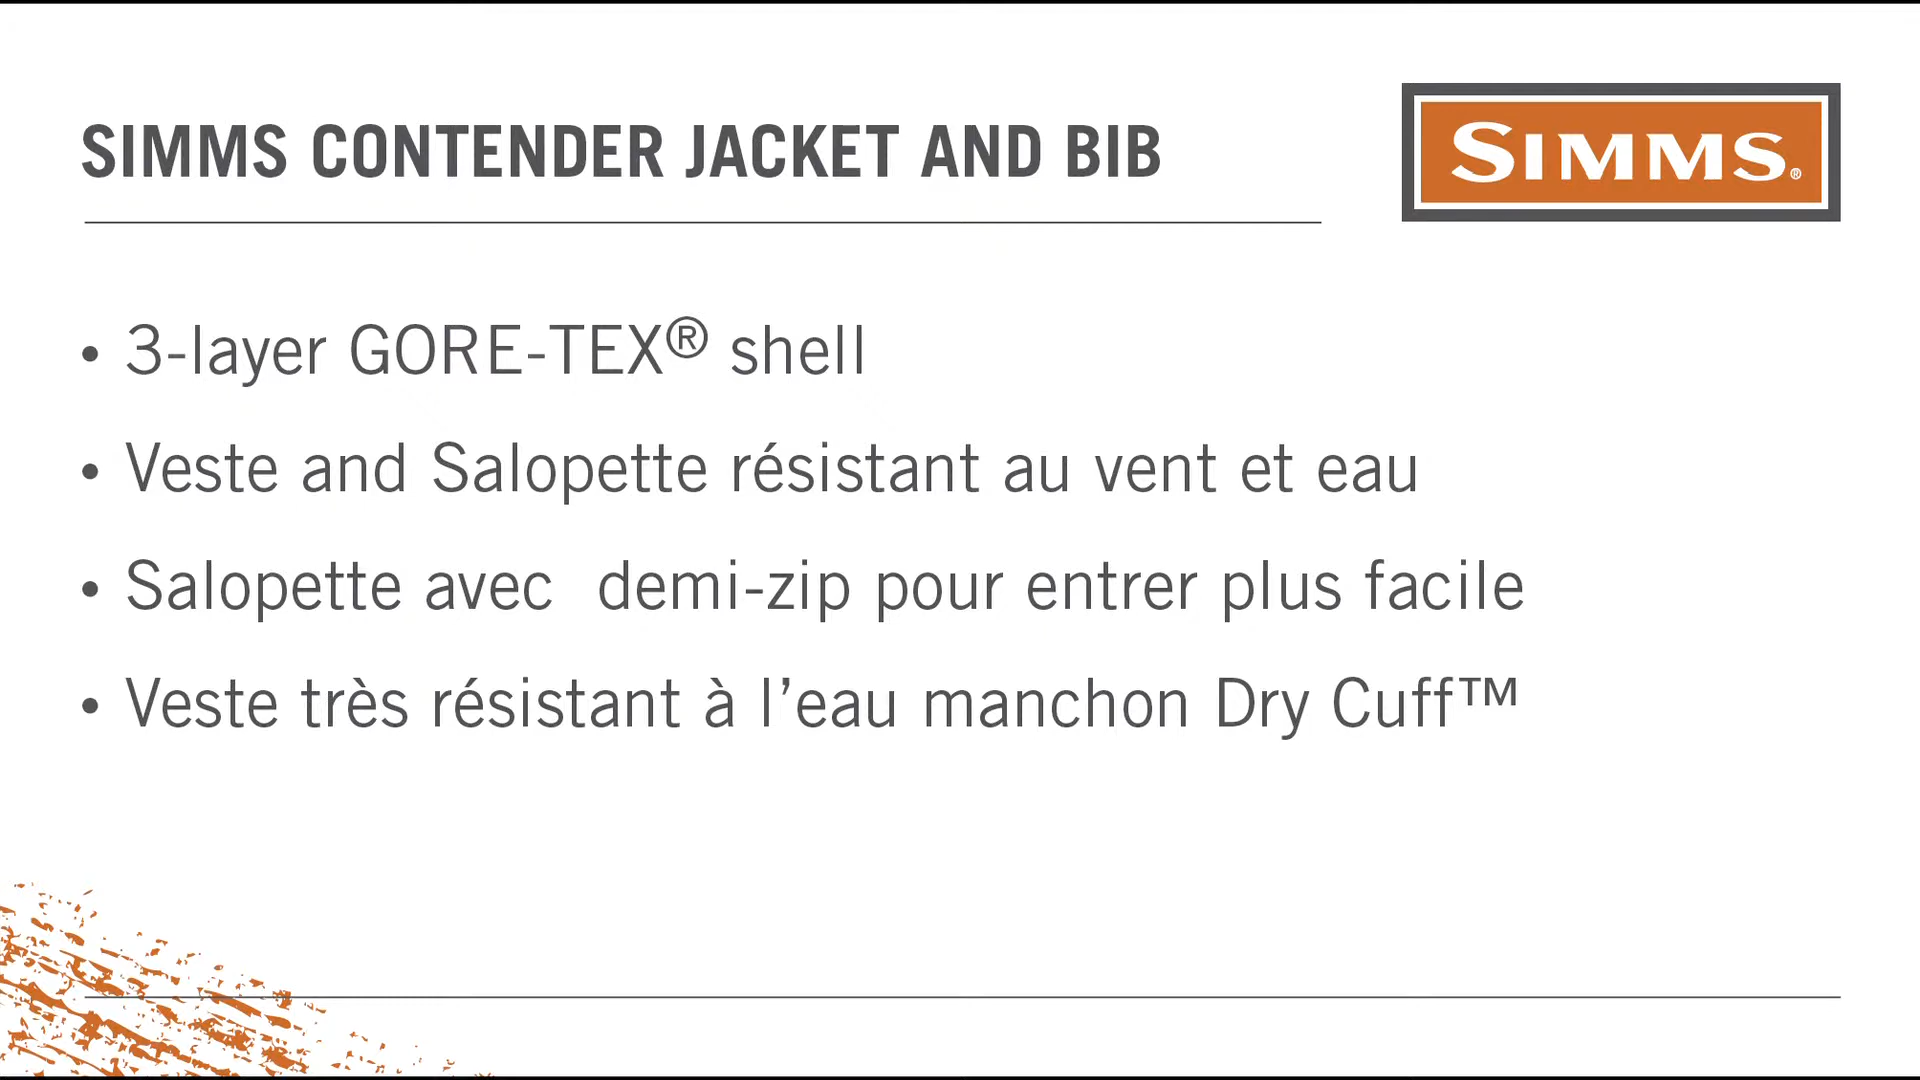 SIMMS CONTENDER JACKET AND BIB
SIMMS®
• 3-layer GORE-TEX® shell
• Veste and Salopette résistant au vent et eau
• Salopette avec  demi-zip pour entrer plus facile
• Veste très résistant à l’eau manchon Dry Cuff™